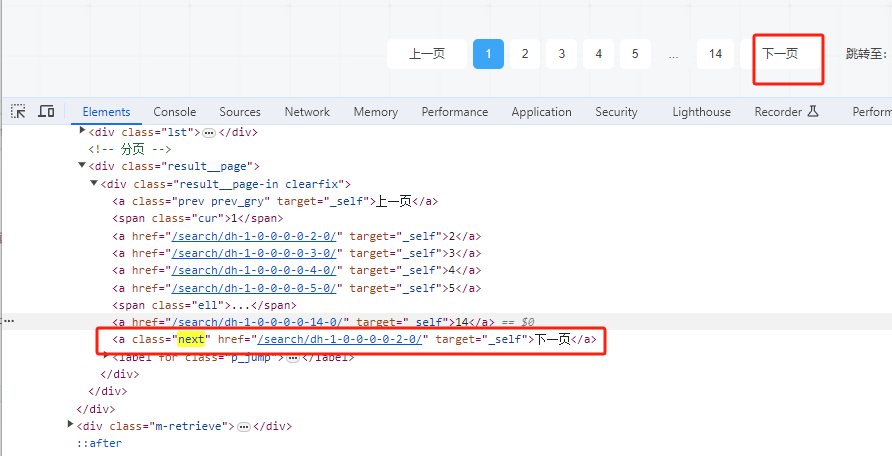 上一页 1 2 3 4 5 ... 14 下一页 跳转至:
Elements Console Sources Network Memory Performance Application Security Lighthouse Recorder Perform
<div class="lst">…</div>
<!-- 分页 -->
<div class="result__page">
<div class="result__page-in clearfix">
<a class="prev prev_gry" target="_self">上一页</a>
<span class="cur">1</span>
<a href="/search/dh-1-0-0-0-0-2-0/" target="_self">2</a>
<a href="/search/dh-1-0-0-0-0-3-0/" target="_self">3</a>
<a href="/search/dh-1-0-0-0-0-4-0/" target="_self">4</a>
<a href="/search/dh-1-0-0-0-0-5-0/" target="_self">5</a>
<span class="ell">...</span>
<a href="/search/dh-1-0-0-0-0-14-0/" target="_self">14</a> == $0
<a class="next" href="/search/dh-1-0-0-0-0-2-0/" target="_self">下一页</a>
<label for class="p_jump">…</label>
</div>
</div>
</div>
<div class="m-retrieve">…</div>
::after